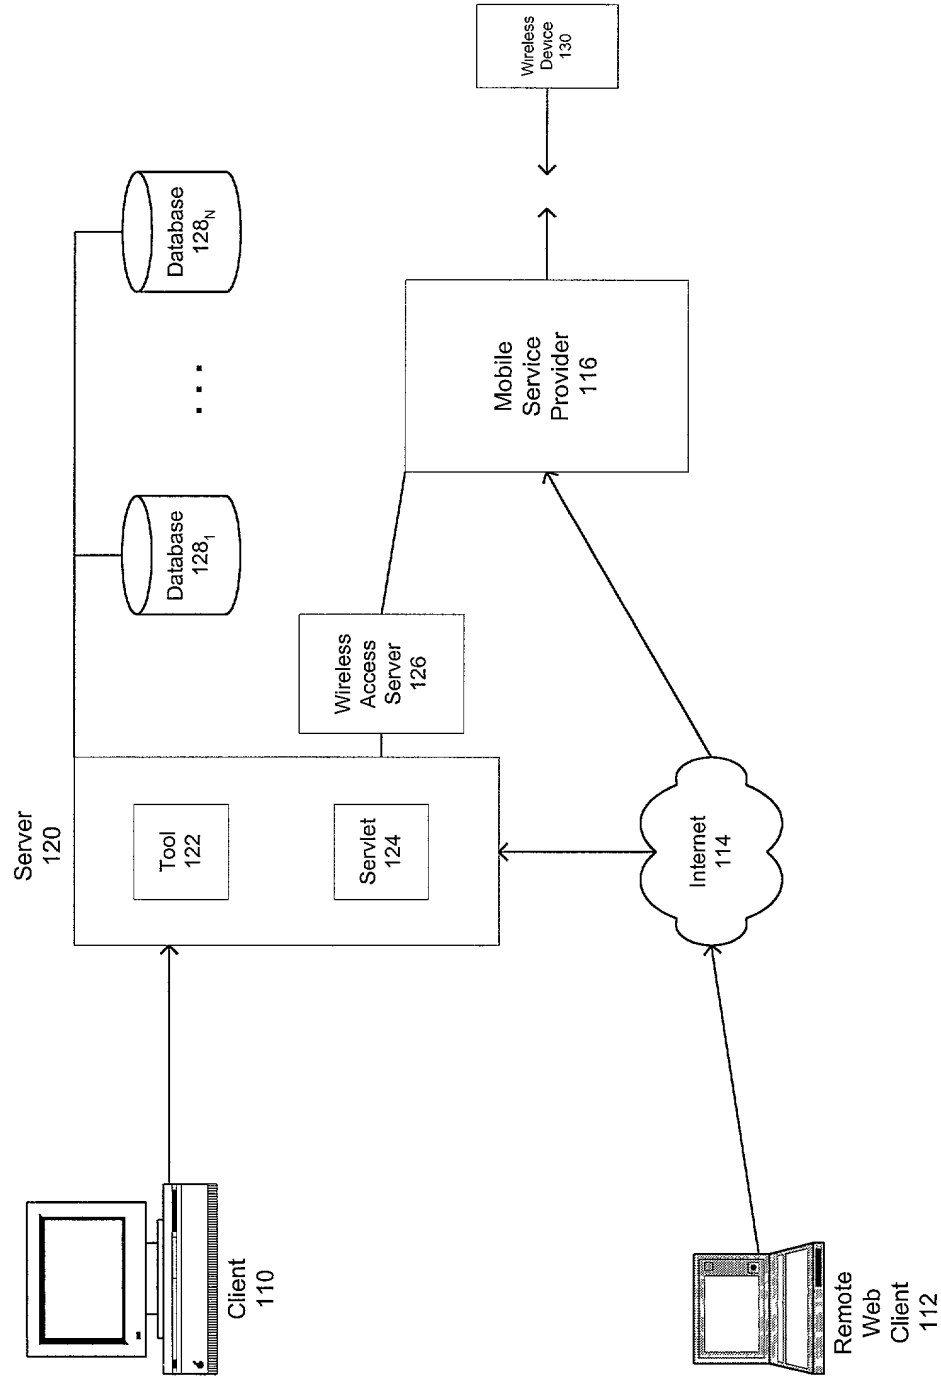 Server
120
Tool
122
Servlet
124
Database
128₁
. . .
Database
128N
Wireless
Access
Server
126
Mobile
Service
Provider
116
Wireless
Device
130
Client
110
Internet
114
Remote
Web
Client
112